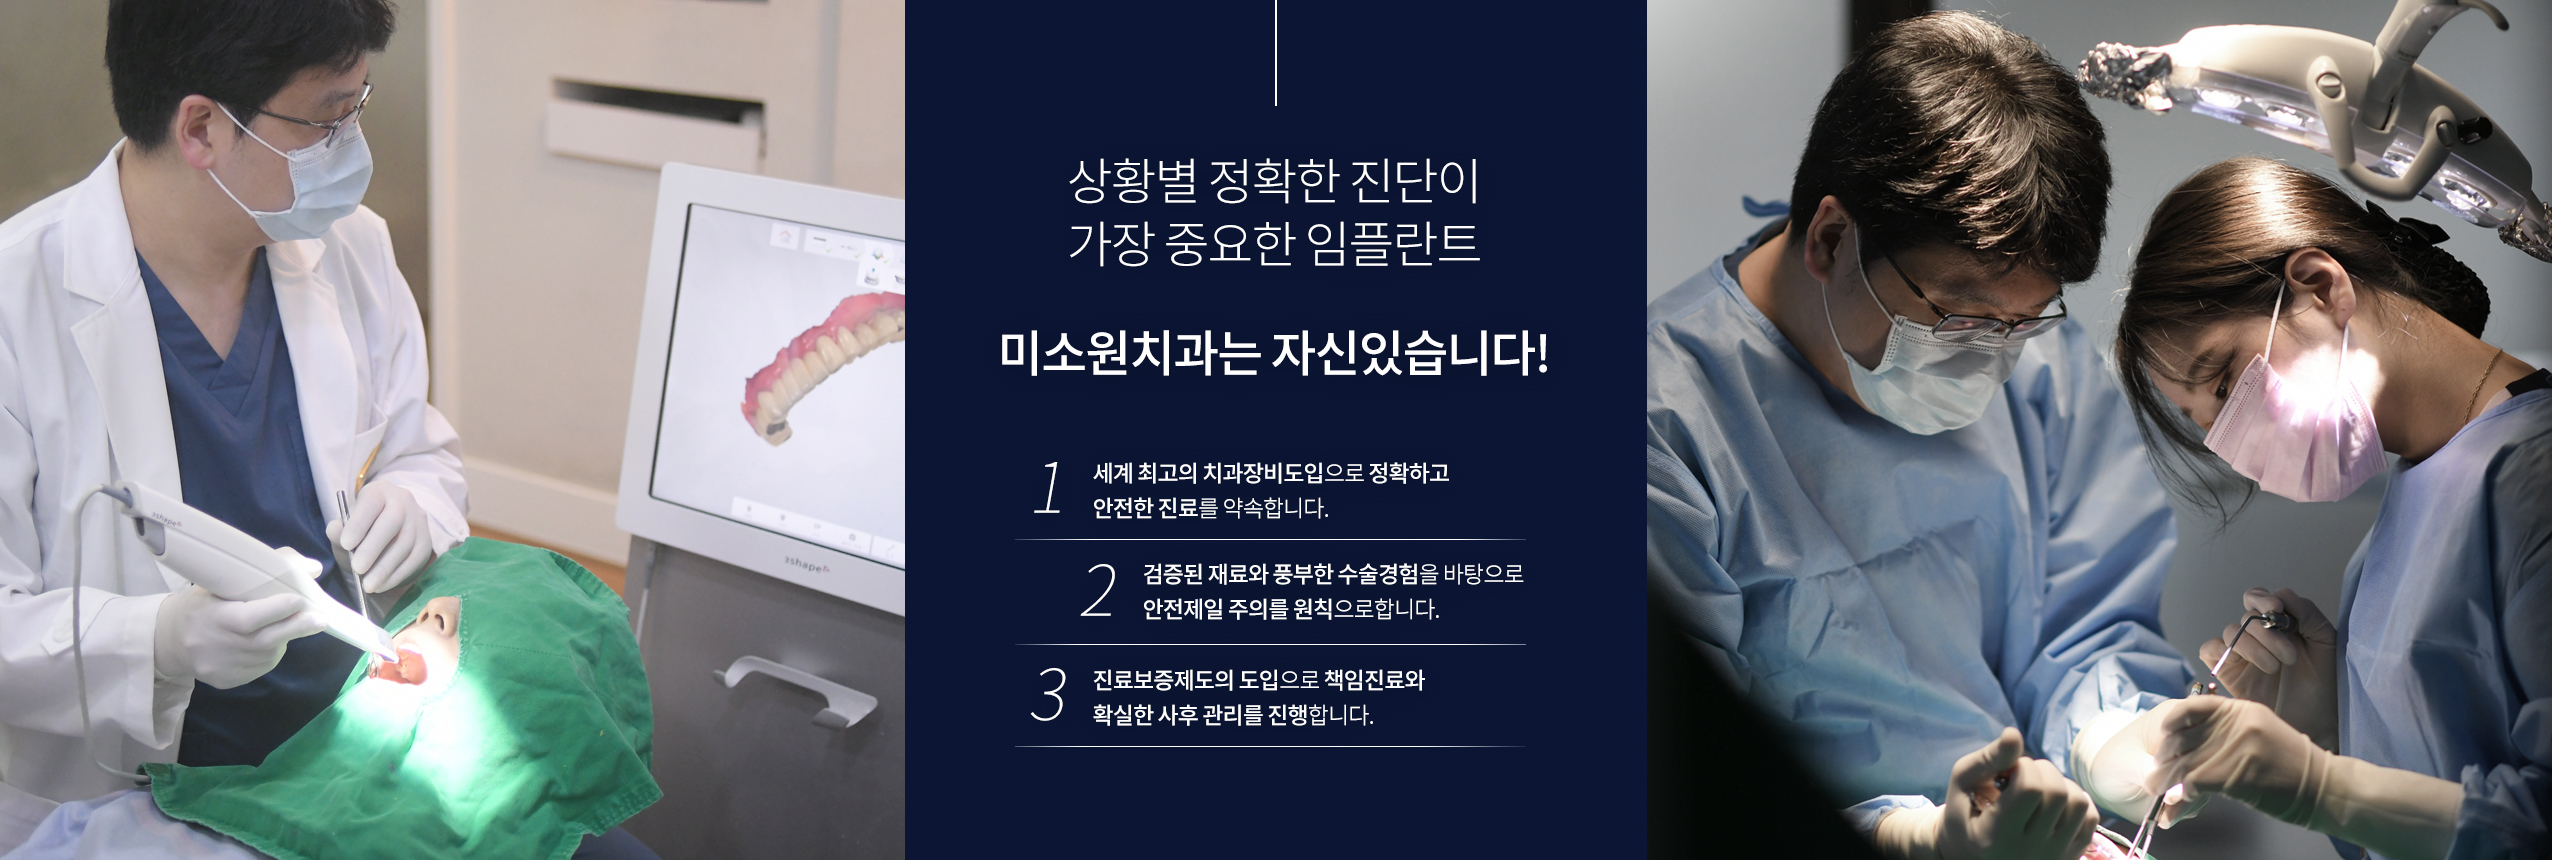 상황별 정확한 진단이
가장 중요한 임플란트
미소원치과는 자신있습니다!
1 세계 최고의 치과장비도입으로 정확하고
안전한 진료를 약속합니다.
2 검증된 재료와 풍부한 수술경험을 바탕으로
안전제일 주의를 원칙으로합니다.
3 진료보증제도의 도입으로 책임진료와
확실한 사후 관리를 진행합니다.
3shape
3shape